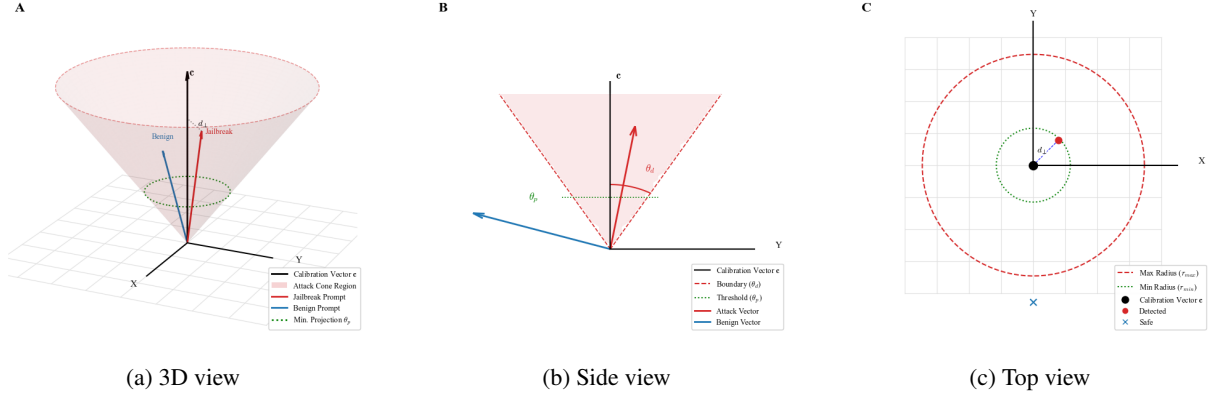 A
c
d⊥
Jailbreak
Benign
X
Y
Calibration Vector c
Attack Cone Region
Jailbreak Prompt
Benign Prompt
Min. Projection θp
(a) 3D view
B
c
θd
θp
Y
Calibration Vector c
Boundary (θd)
Threshold (θp)
Attack Vector
Benign Vector
(b) Side view
C
Y
d⊥
X
Max Radius (rmax)
Min Radius (rmin)
Calibration Vector c
Detected
Safe
(c) Top view